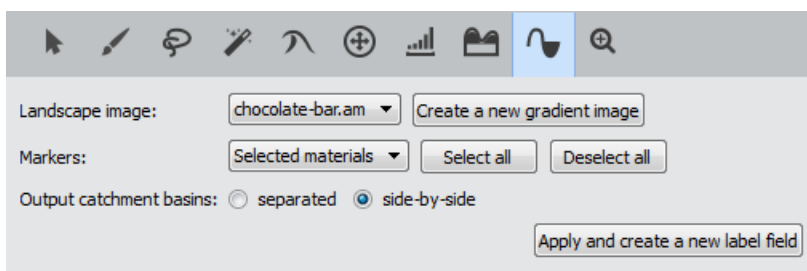 Landscape image: chocolate-bar.am Create a new gradient image
Markers: Selected materials Select all Deselect all
Output catchment basins: separated side-by-side
Apply and create a new label field